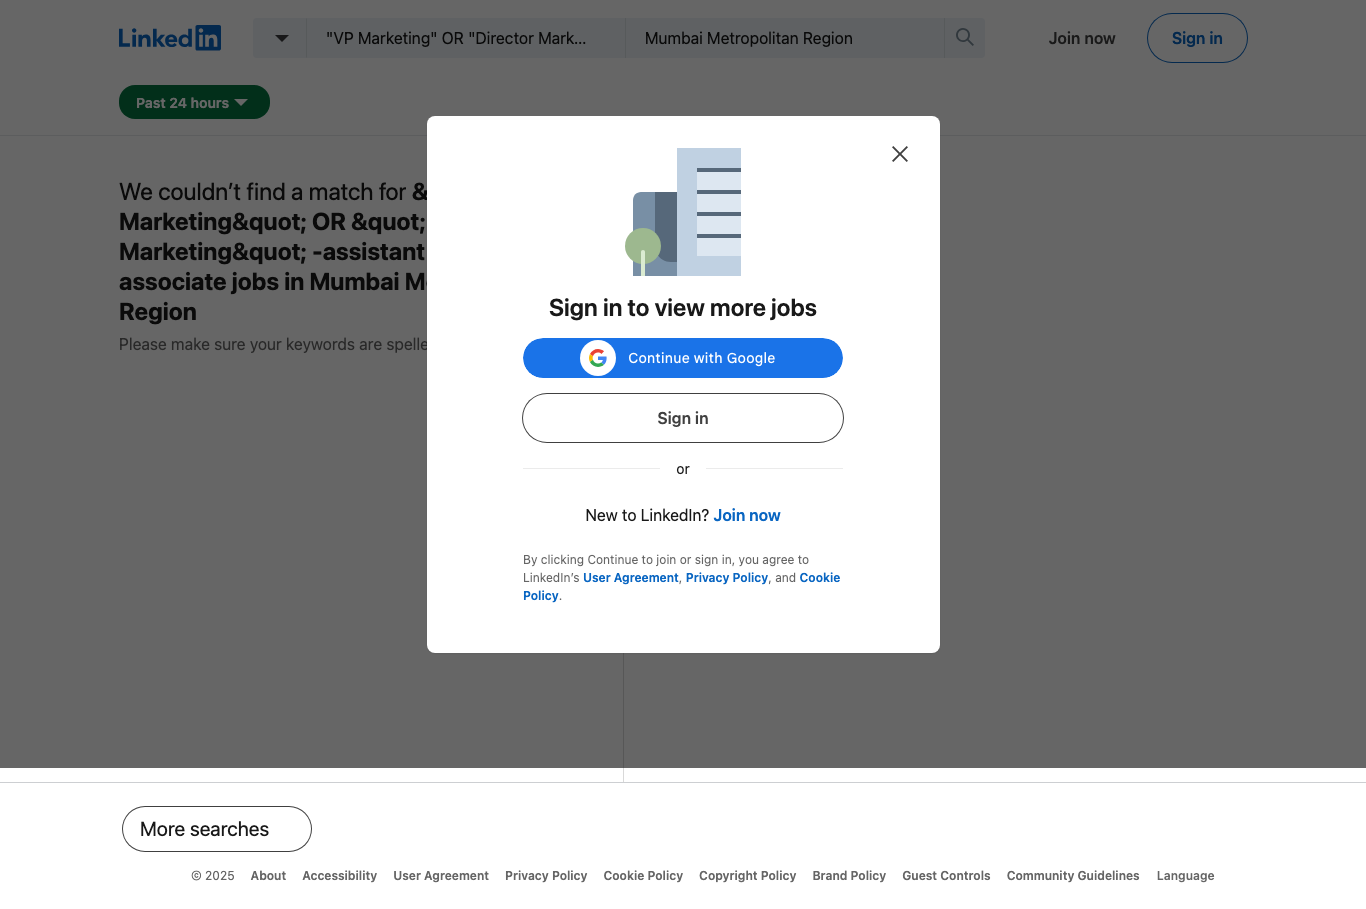 Linked in
"VP Marketing" OR "Director Mark...
Mumbai Metropolitan Region
Join now
Sign in
Past 24 hours
We couldn’t find a match for &
Marketing&quot; OR &quot;
Marketing&quot; -assistant
associate jobs in Mumbai M
Region
Please make sure your keywords are spelle
Sign in to view more jobs
Continue with Google
Sign in
or
New to LinkedIn? Join now
By clicking Continue to join or sign in, you agree to
LinkedIn’s User Agreement, Privacy Policy, and Cookie
Policy.
More searches
© 2025 About Accessibility User Agreement Privacy Policy Cookie Policy Copyright Policy Brand Policy Guest Controls Community Guidelines Language